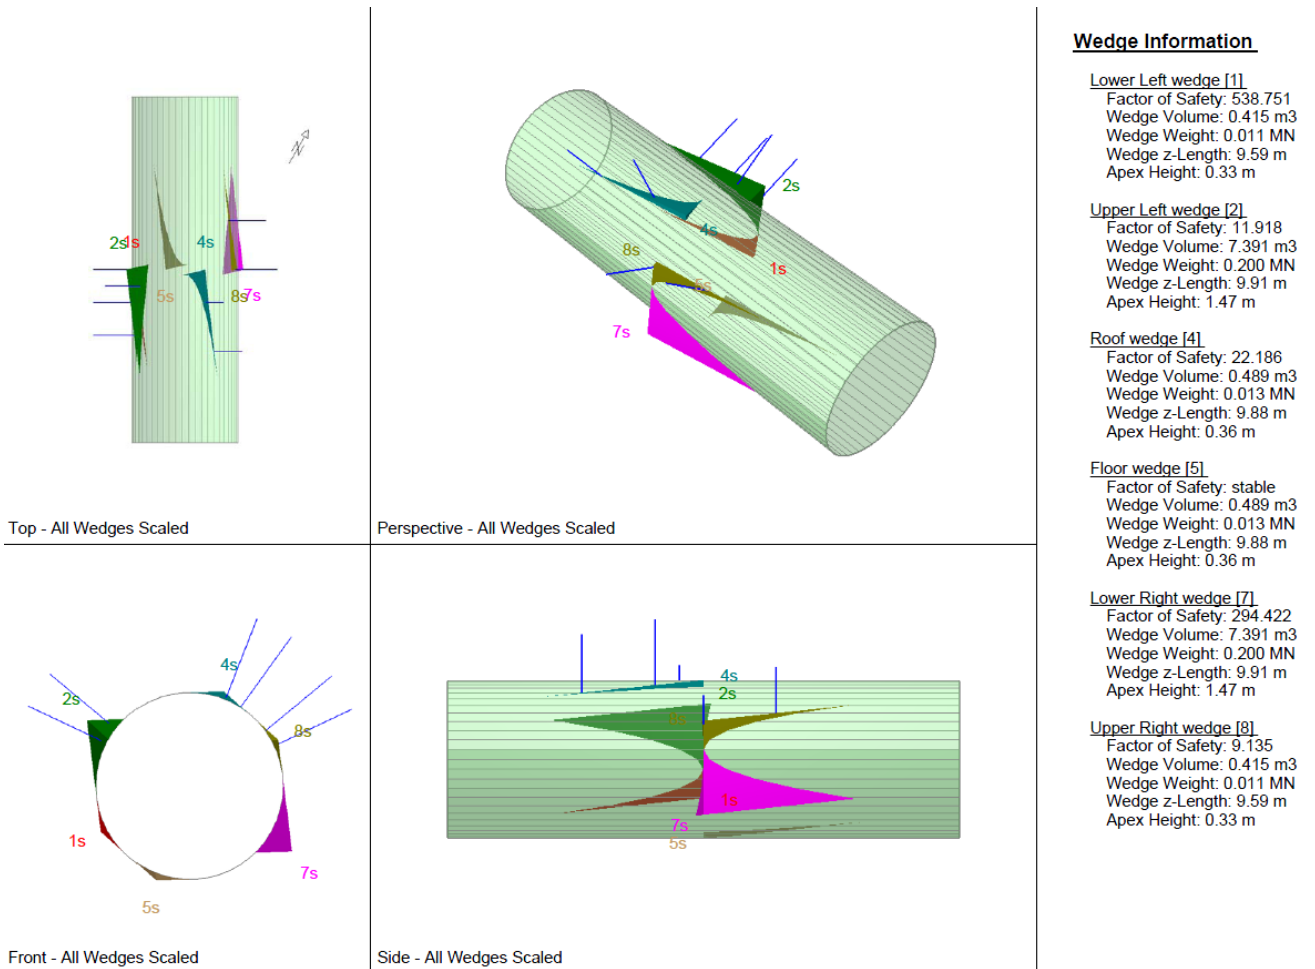 2s
1s
4s
5s
8s
7s
N
Top - All Wedges Scaled
2s
4s
1s
8s
5s
7s
Perspective - All Wedges Scaled
4s
2s
8s
1s
7s
5s
Front - All Wedges Scaled
4s
2s
8s
1s
7s
5s
Side - All Wedges Scaled
Wedge Information
Lower Left wedge [1]
Factor of Safety: 538.751
Wedge Volume: 0.415 m3
Wedge Weight: 0.011 MN
Wedge z-Length: 9.59 m
Apex Height: 0.33 m
Upper Left wedge [2]
Factor of Safety: 11.918
Wedge Volume: 7.391 m3
Wedge Weight: 0.200 MN
Wedge z-Length: 9.91 m
Apex Height: 1.47 m
Roof wedge [4]
Factor of Safety: 22.186
Wedge Volume: 0.489 m3
Wedge Weight: 0.013 MN
Wedge z-Length: 9.88 m
Apex Height: 0.36 m
Floor wedge [5]
Factor of Safety: stable
Wedge Volume: 0.489 m3
Wedge Weight: 0.013 MN
Wedge z-Length: 9.88 m
Apex Height: 0.36 m
Lower Right wedge [7]
Factor of Safety: 294.422
Wedge Volume: 7.391 m3
Wedge Weight: 0.200 MN
Wedge z-Length: 9.91 m
Apex Height: 1.47 m
Upper Right wedge [8]
Factor of Safety: 9.135
Wedge Volume: 0.415 m3
Wedge Weight: 0.011 MN
Wedge z-Length: 9.59 m
Apex Height: 0.33 m